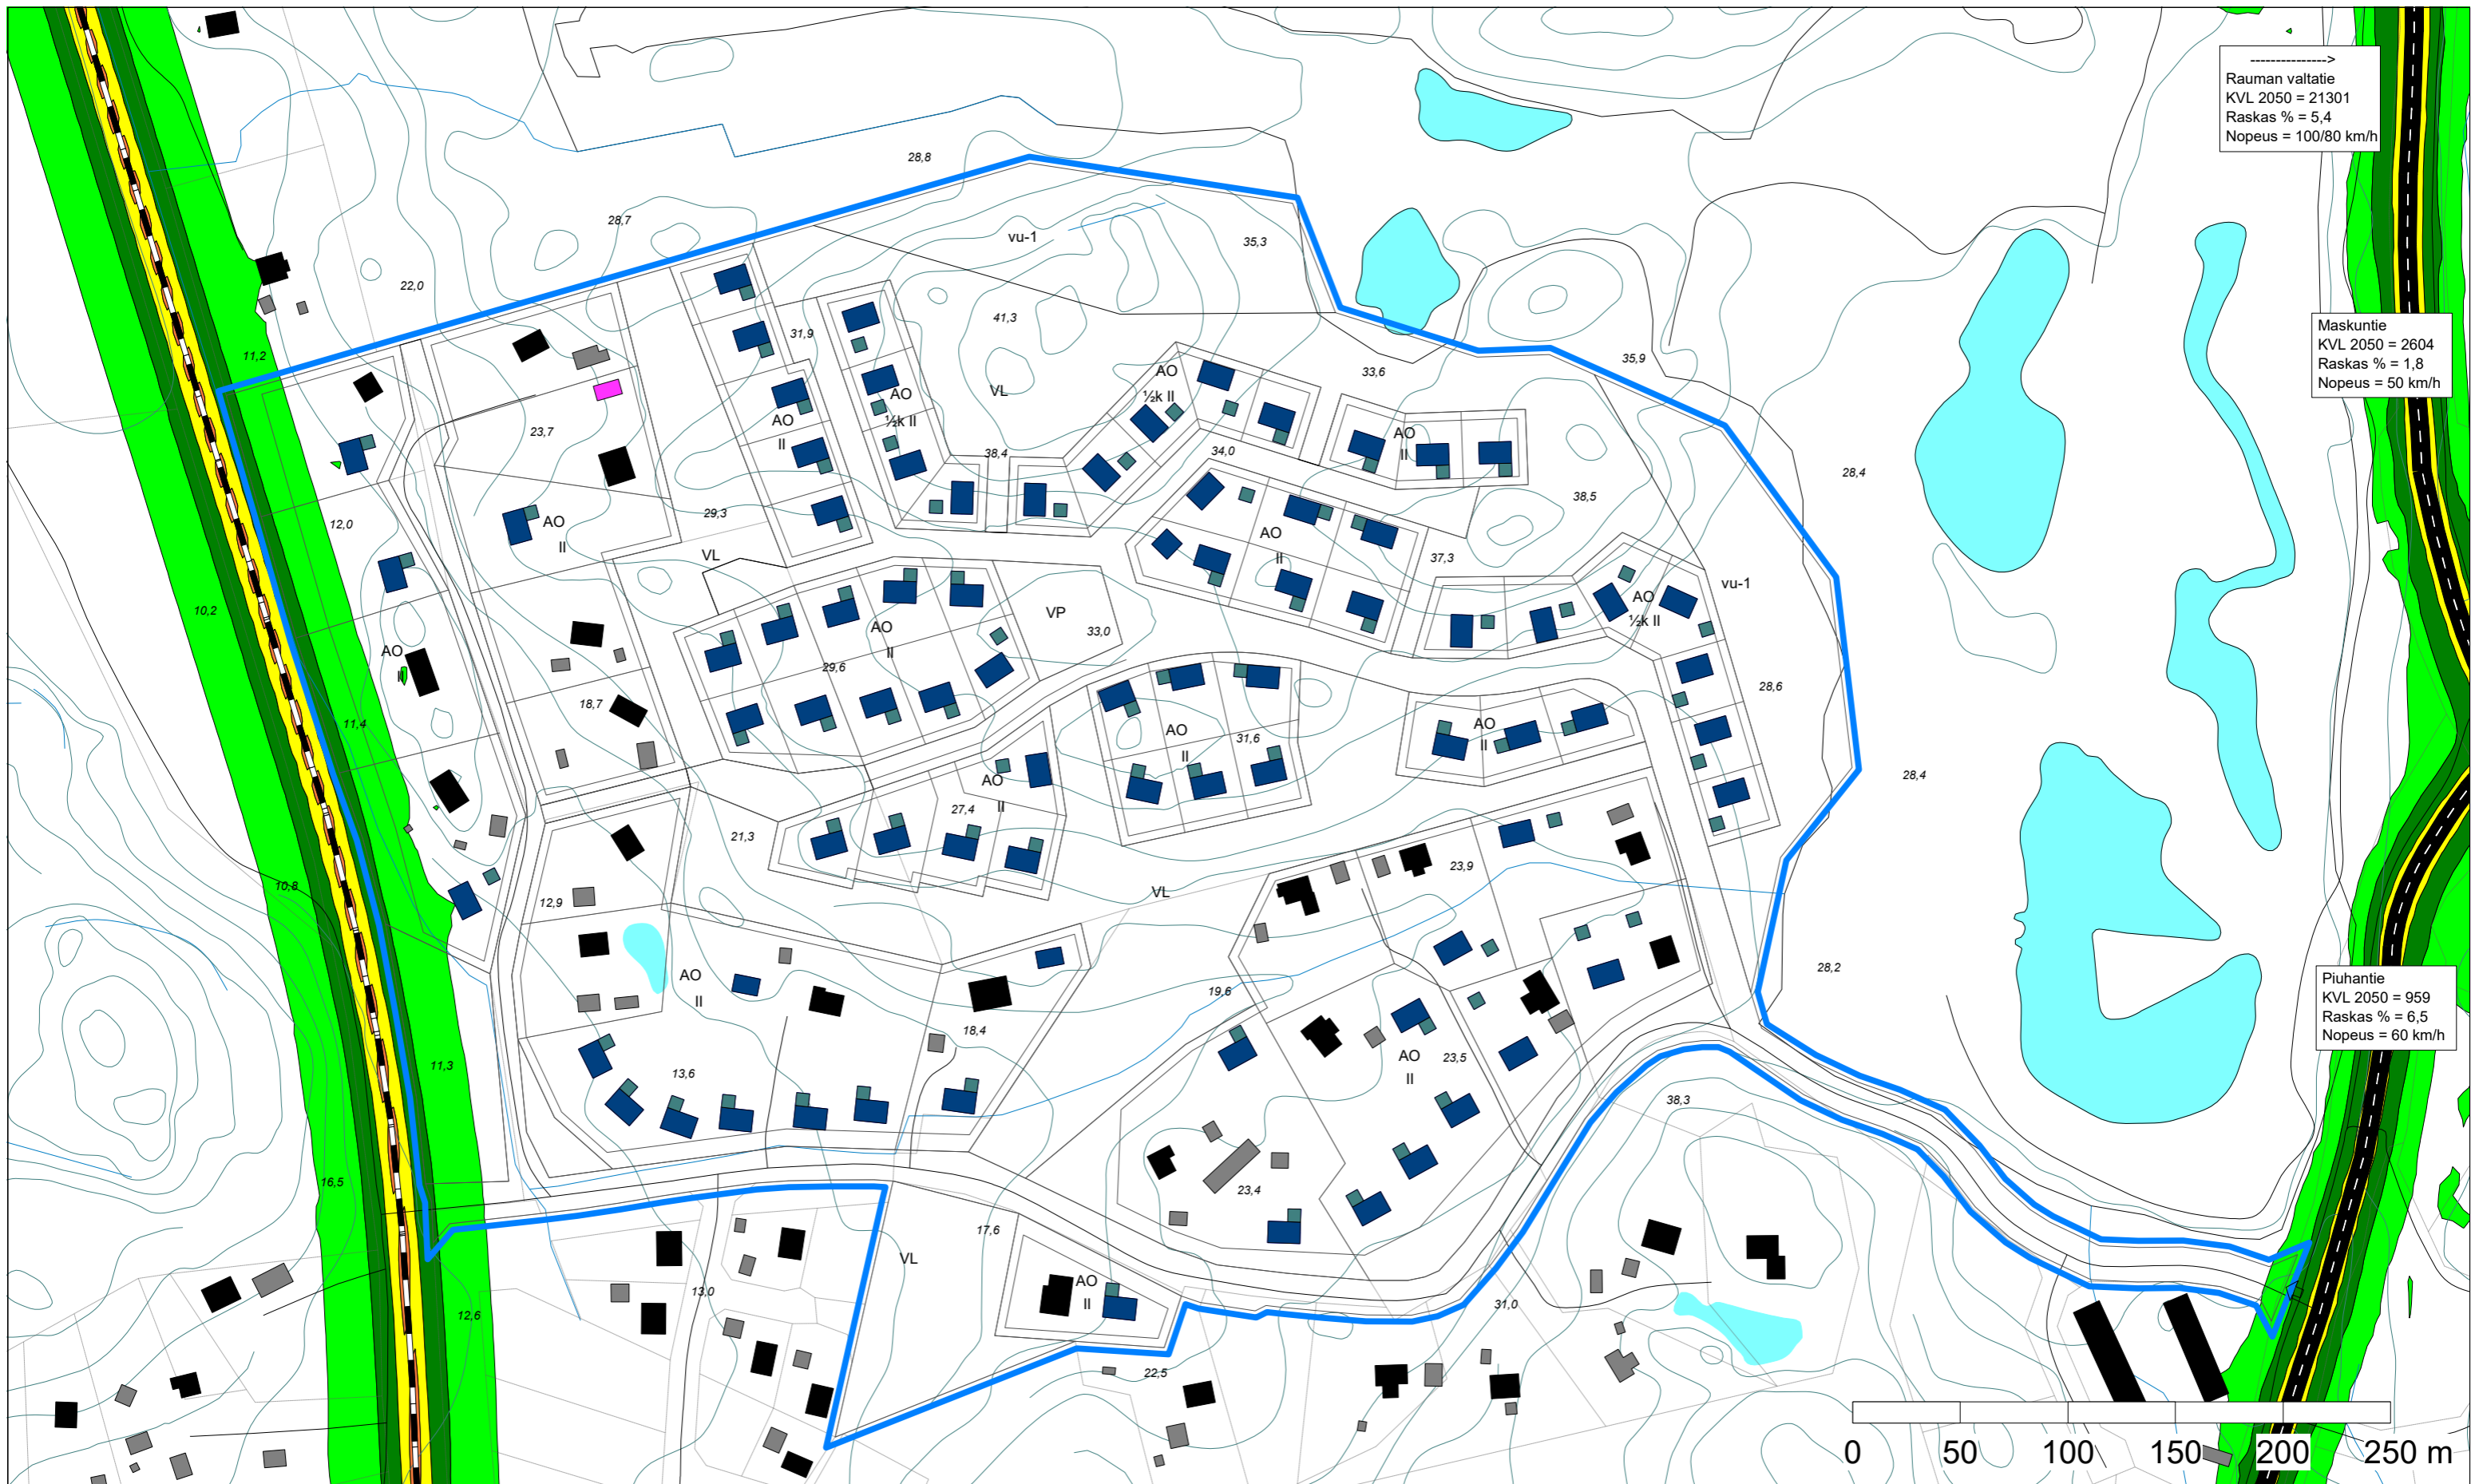 --------------->
Rauman valtatie
KVL 2050 = 21301
Raskas % = 5,4
Nopeus = 100/80 km/h
28,8
28,7
vu-1
35,3
22,0
Maskuntie
KVL 2050 = 2604
Raskas % = 1,8
Nopeus = 50 km/h
41,3
31,9
11,2
35,9
33,6
AO
½k II
VL
AO
½k II
AO
II
23,7
AO
II
38,4
34,0
28,4
38,5
29,3
12,0
AO
II
AO
II
VL
37,3
vu-1
10,2
AO
½k II
VP
33,0
AO
II
AO
II
29,6
28,6
18,7
11,4
AO
II
31,6
AO
II
28,4
AO
II
27,4
21,3
23,9
10,8
VL
12,9
28,2
AO
II
19,6
Piuhantie
KVL 2050 = 959
Raskas % = 6,5
Nopeus = 60 km/h
18,4
AO
II
23,5
11,3
13,6
38,3
16,5
23,4
17,6
VL
AO
II
13,0
12,6
31,0
22,5
0 50 100 150 200 250 m